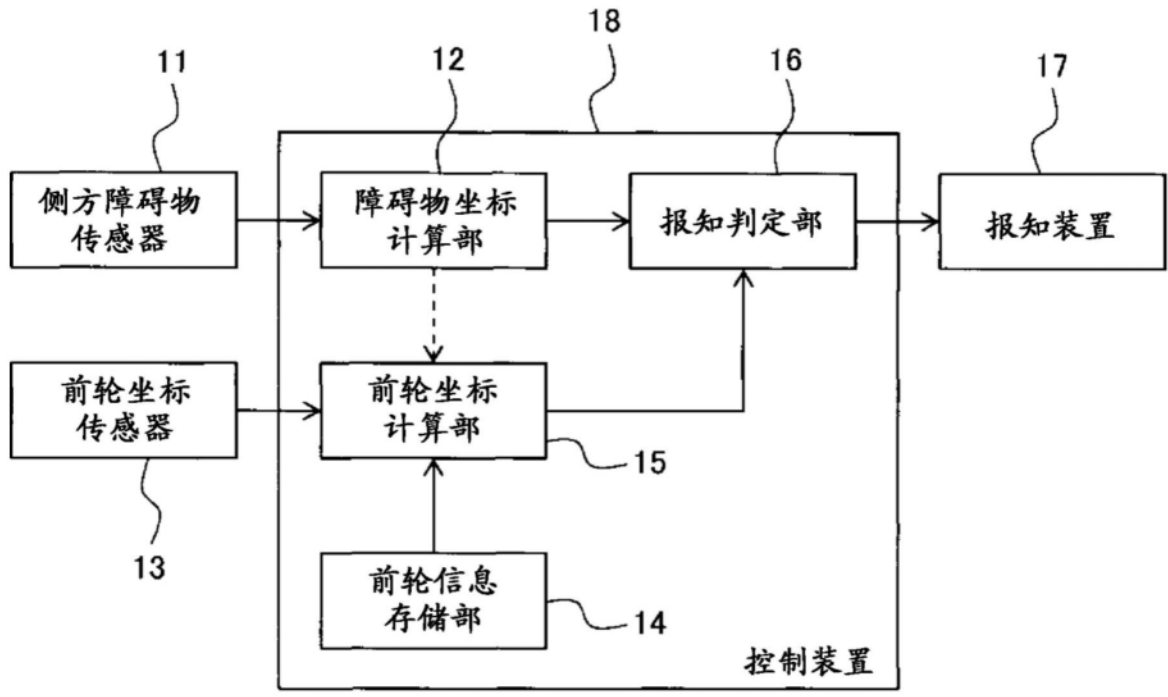 18
11
12
16
17
侧方障碍物
传感器
障碍物坐标
计算部
报知判定部
报知装置
前轮坐标
传感器
前轮坐标
计算部
15
13
前轮信息
存储部
14
控制装置